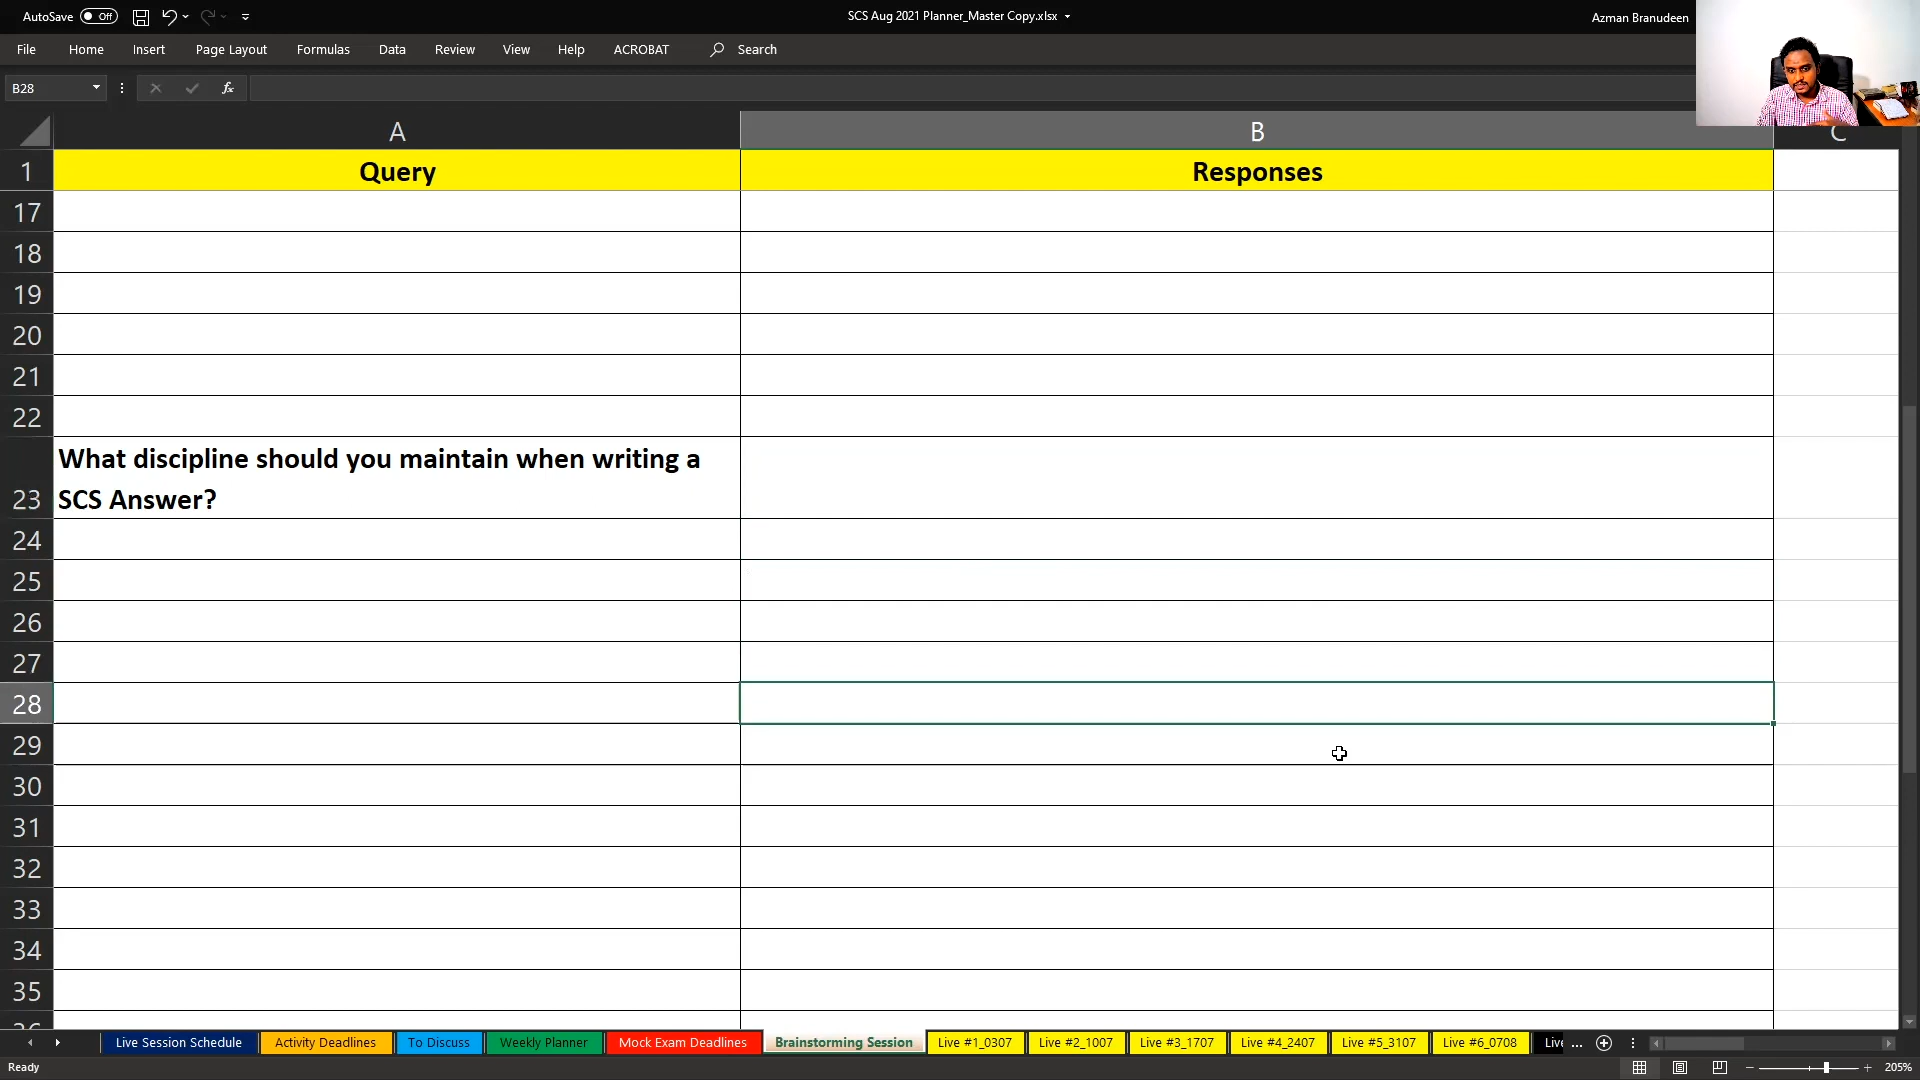 AutoSave Off SCS Aug 2021 Planner_Master Copy.xlsx Azman Branudeen
File Home Insert Page Layout Formulas Data Review View Help ACROBAT Search
B28 fx
A B C
1 Query Responses
17
18
19
20
21
22
What discipline should you maintain when writing a
23 SCS Answer?
24
25
26
27
28
29
30
31
32
33
34
35
36
Live Session Schedule Activity Deadlines To Discuss Weekly Planner Mock Exam Deadlines Brainstorming Session Live #1_0307 Live #2_1007 Live #3_1707 Live #4_2407 Live #5_3107 Live #6_0708 Live ...
Ready 205%